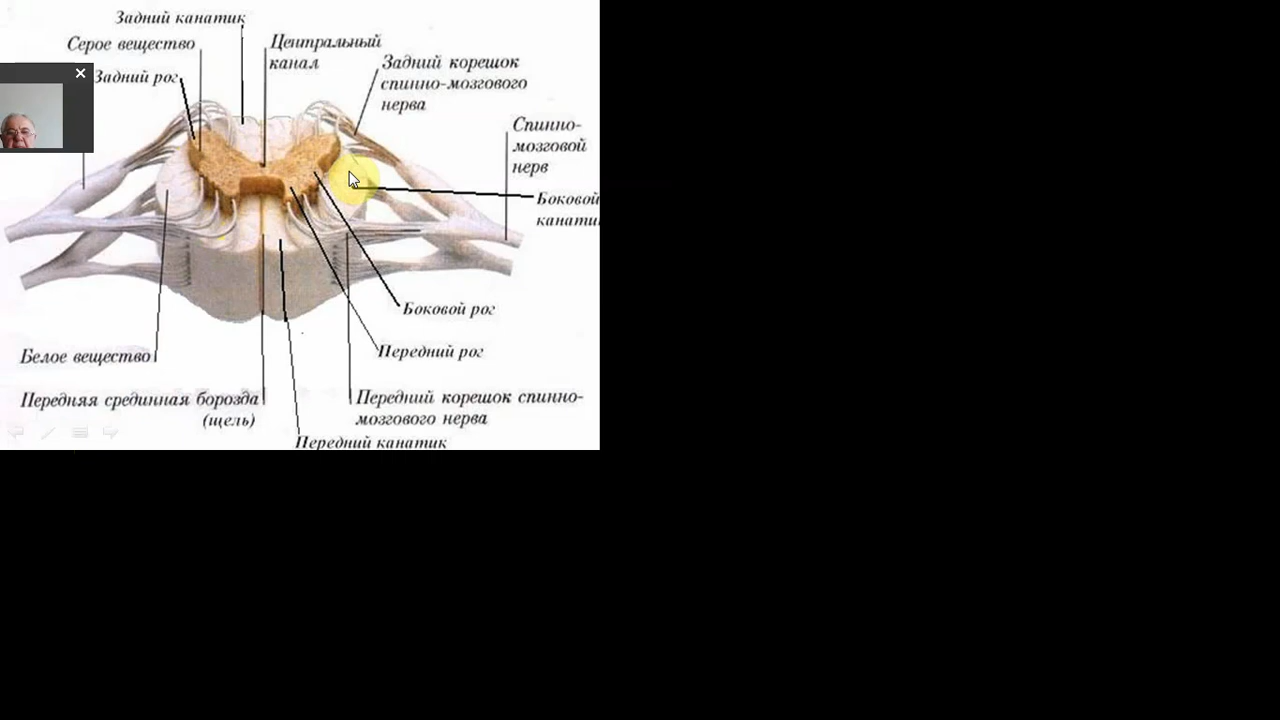 Задний канатик
Серое вещество
Задний рог
Центральный
канал
Задний корешок
спинно-мозгового
нерва
Спинно-
мозговой
нерв
Боковой
канатик
Боковой рог
Передний рог
Белое вещество
Передняя срединная борозда
(щель)
Передний корешок спинно-
мозгового нерва
Передний канатик